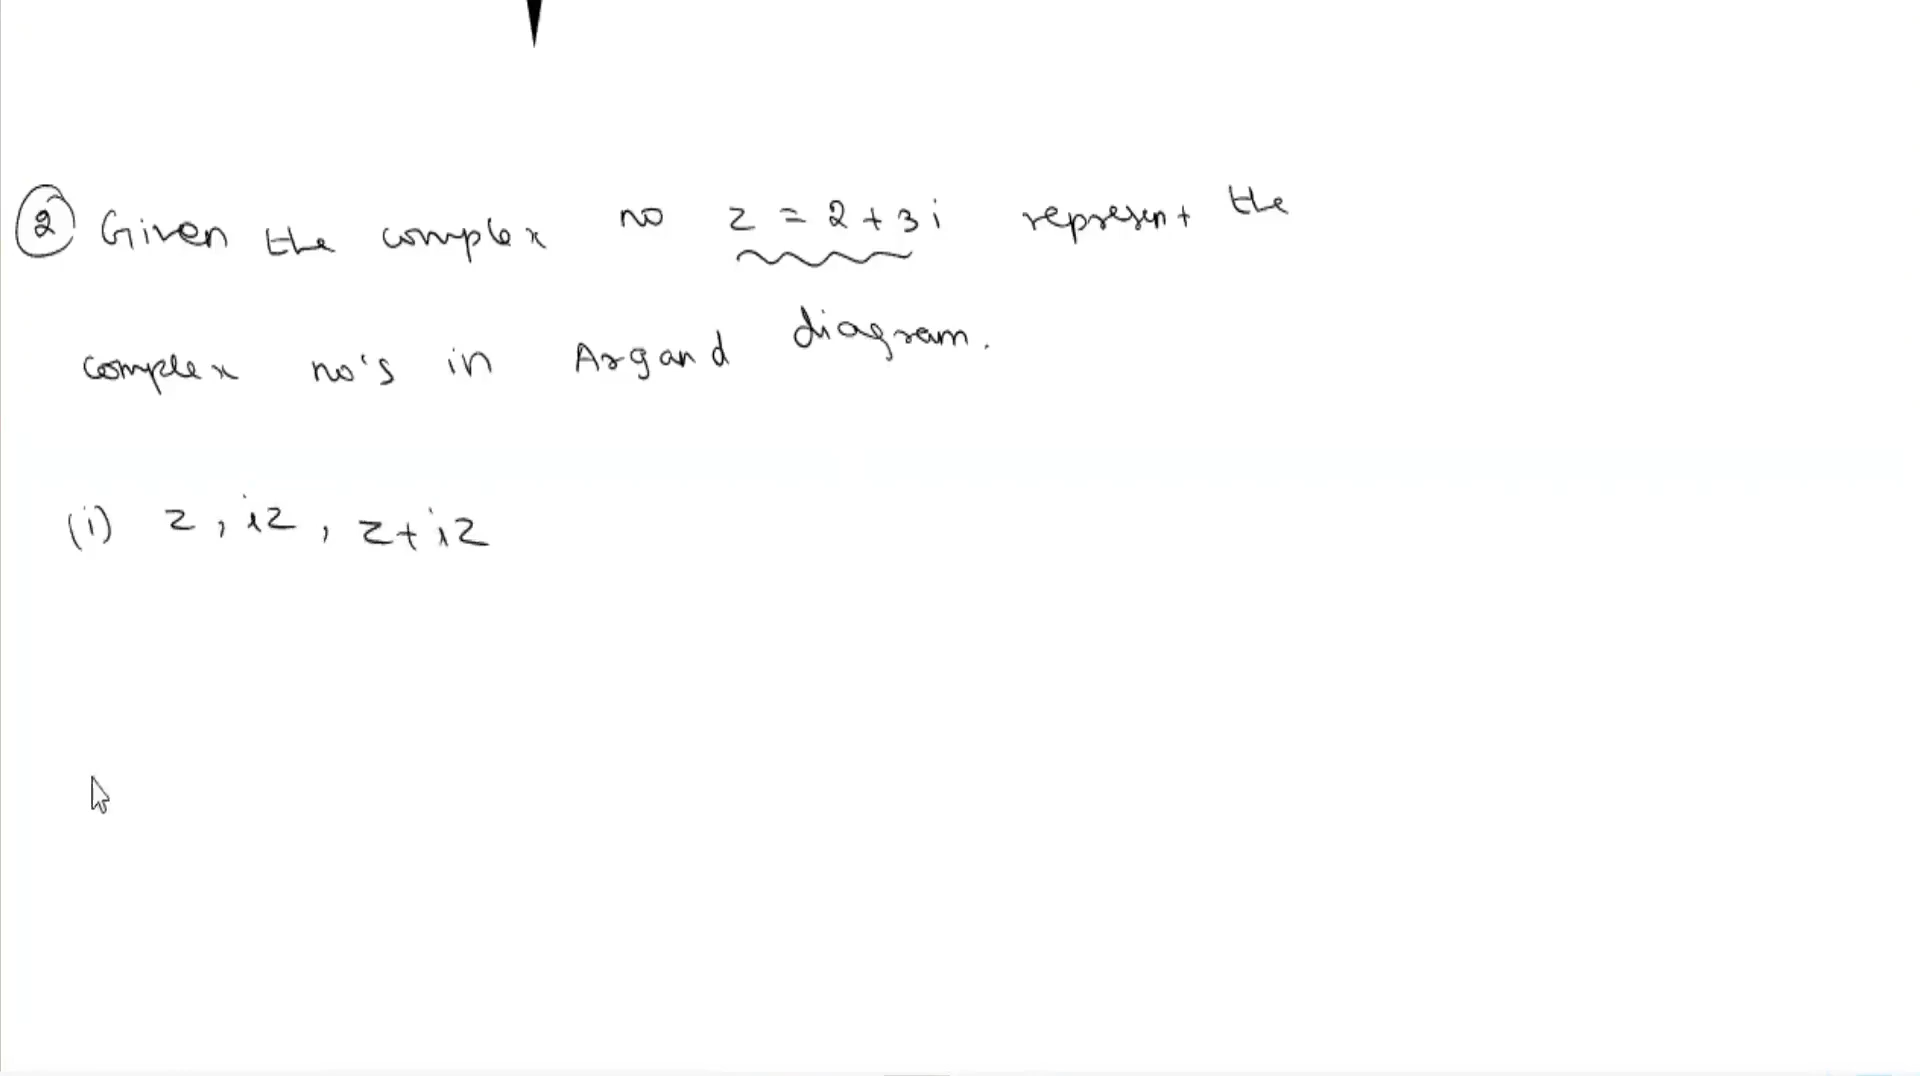 ② Given the complex no z = 2 + 3i represent the
complex no's in Argand diagram.
(i) z, iz, z + iz